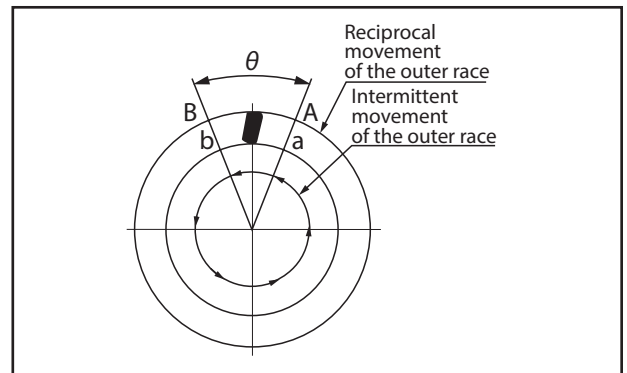 Reciprocal
movement
of the outer race
Intermittent
movement
of the outer race
θ
B
A
b
a